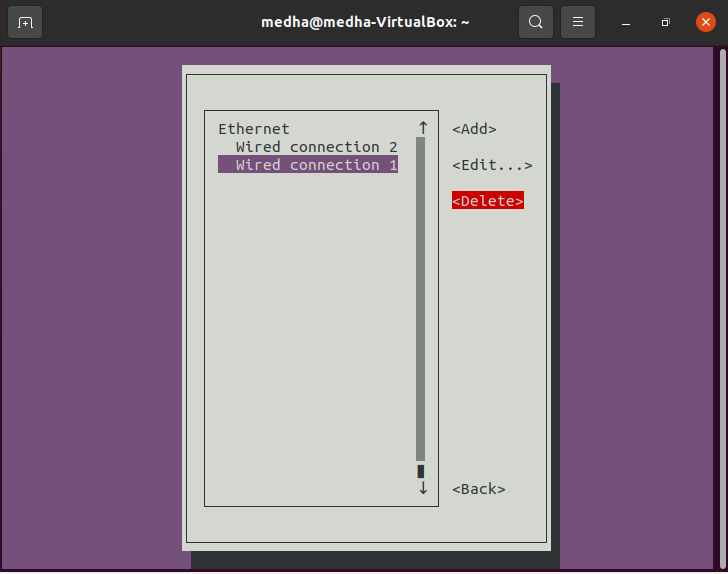 medha@medha-VirtualBox: ~
Ethernet
Wired connection 2
Wired connection 1
<Add>
<Edit...>
<Delete>
<Back>